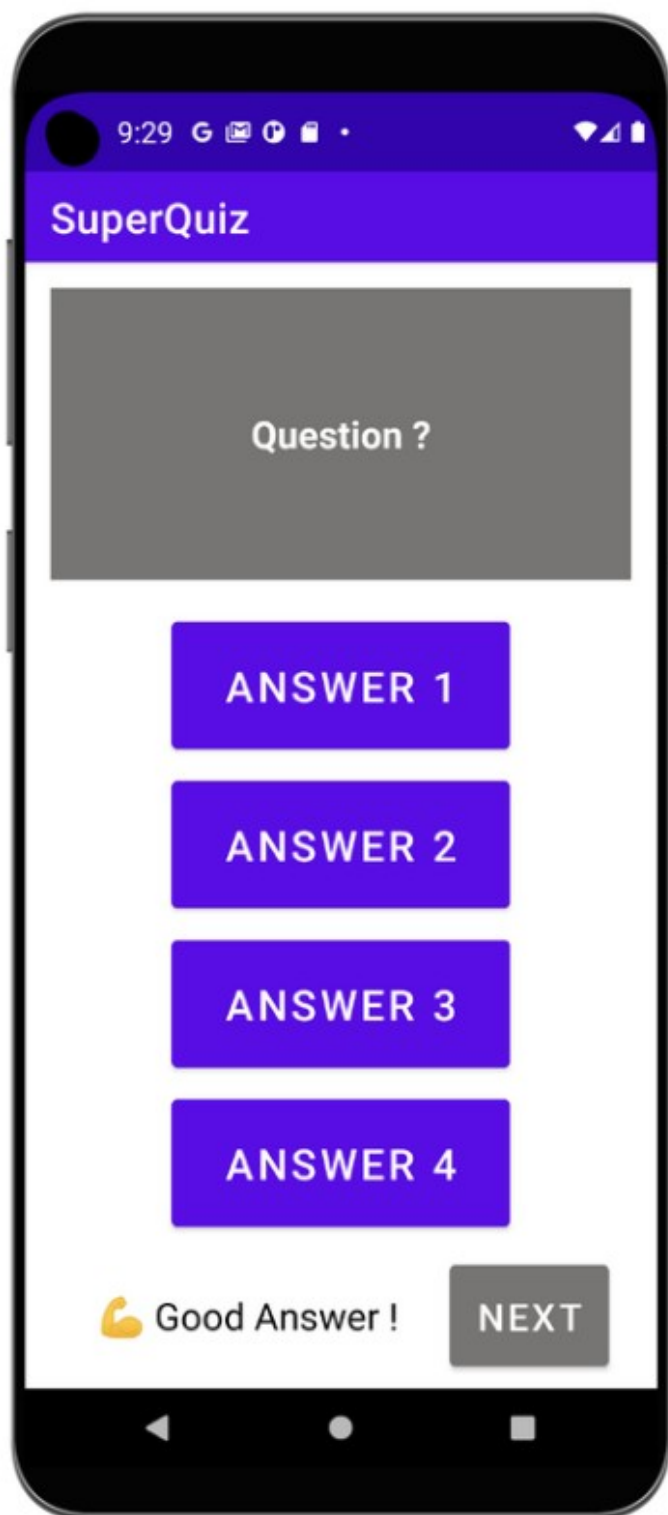 9:29 G
SuperQuiz
Question ?
ANSWER 1
ANSWER 2
ANSWER 3
ANSWER 4
💪 Good Answer !
NEXT